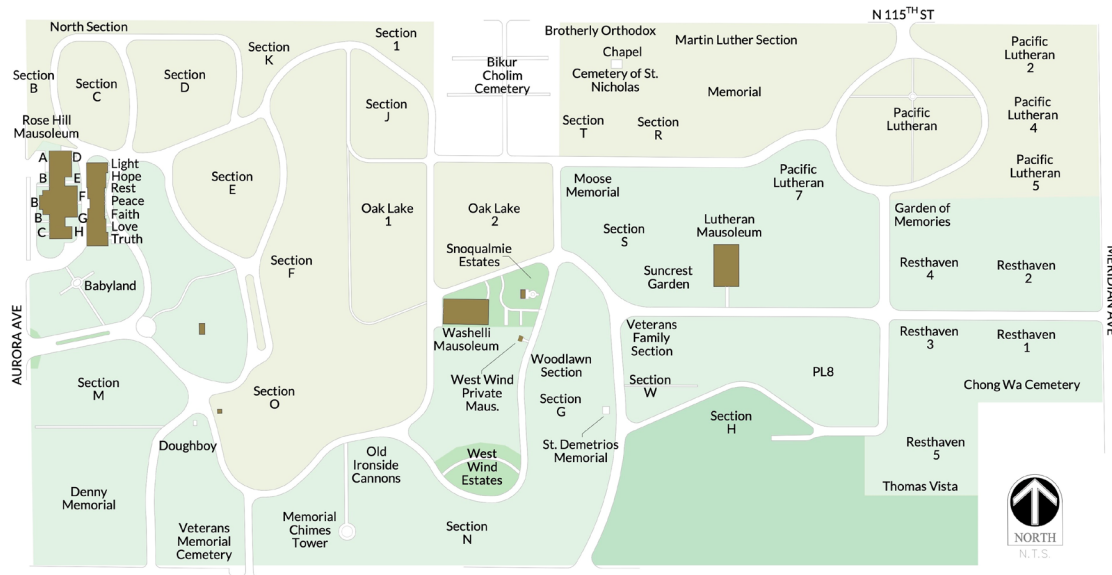 N 115TH ST
North Section
Section
1
Section
K
Brotherly Orthodox
Martin Luther Section
Chapel
Cemetery of St.
Nicholas
Pacific
Lutheran
2
Section
B
Section
C
Section
D
Bikur
Cholim
Cemetery
Memorial
Section
J
Section
T
Section
R
Pacific
Lutheran
Pacific
Lutheran
4
Rose Hill
Mausoleum
A
D
B
E
B
F
B
G
C
H
Light
Hope
Rest
Peace
Faith
Love
Truth
Section
E
Moose
Memorial
Pacific
Lutheran
7
Pacific
Lutheran
5
Oak Lake
1
Oak Lake
2
Section
S
Lutheran
Mausoleum
Garden of
Memories
Snoqualmie
Estates
Section
F
Suncrest
Garden
Resthaven
4
Resthaven
2
Babyland
MERIDIAN AVE
AURORA AVE
Washelli
Mausoleum
Veterans
Family
Section
Resthaven
3
Resthaven
1
Woodlawn
Section
West Wind
Private
Maus.
Section
W
PL8
Chong Wa Cemetery
Section
M
Section
O
Section
G
Section
H
Doughboy
St. Demetrios
Memorial
Resthaven
5
Old
Ironside
Cannons
West
Wind
Estates
Thomas Vista
Denny
Memorial
Veterans
Memorial
Cemetery
Memorial
Chimes
Tower
Section
N
NORTH
N.T.S.